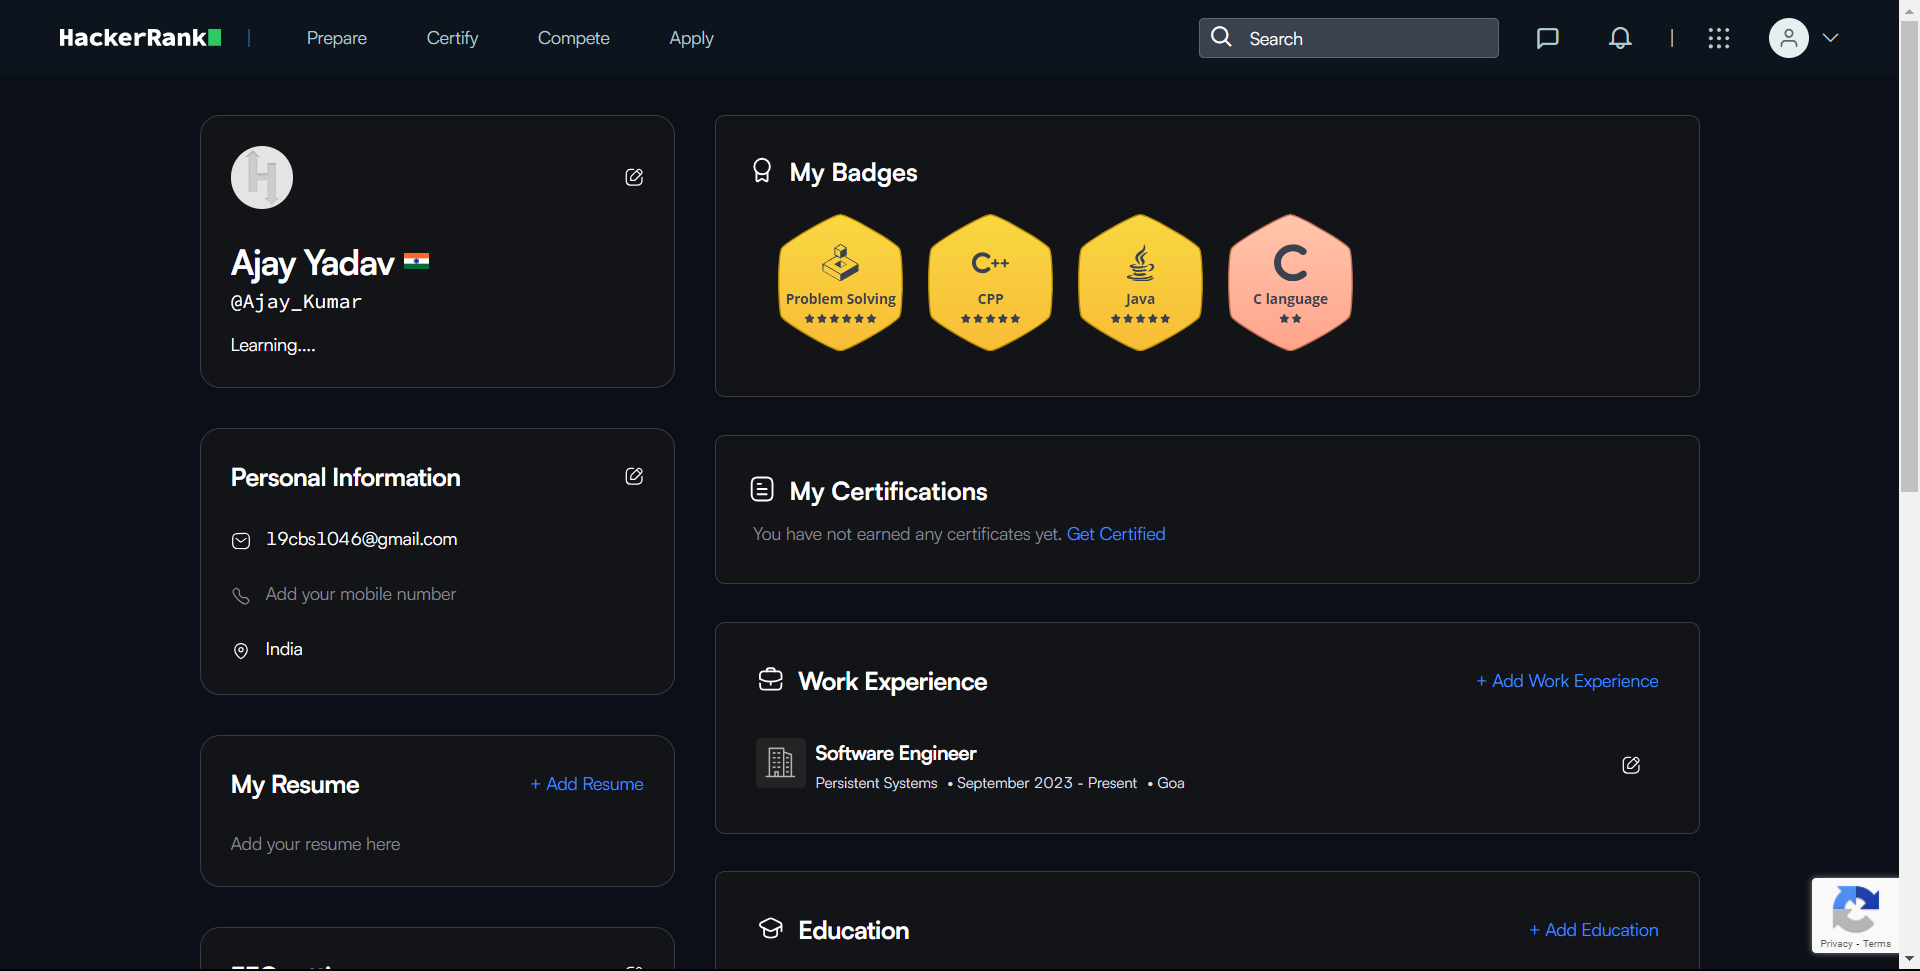 HackerRank
Prepare
Certify
Compete
Apply
Search
Ajay Yadav
@Ajay_Kumar
Learning....
Personal Information
19cbs1046@gmail.com
Add your mobile number
India
My Resume
+ Add Resume
Add your resume here
My Badges
Problem Solving
C++
CPP
Java
C
C language
My Certifications
You have not earned any certificates yet. Get Certified
Work Experience
+ Add Work Experience
Software Engineer
Persistent Systems • September 2023 - Present • Goa
Education
+ Add Education
Privacy - Terms